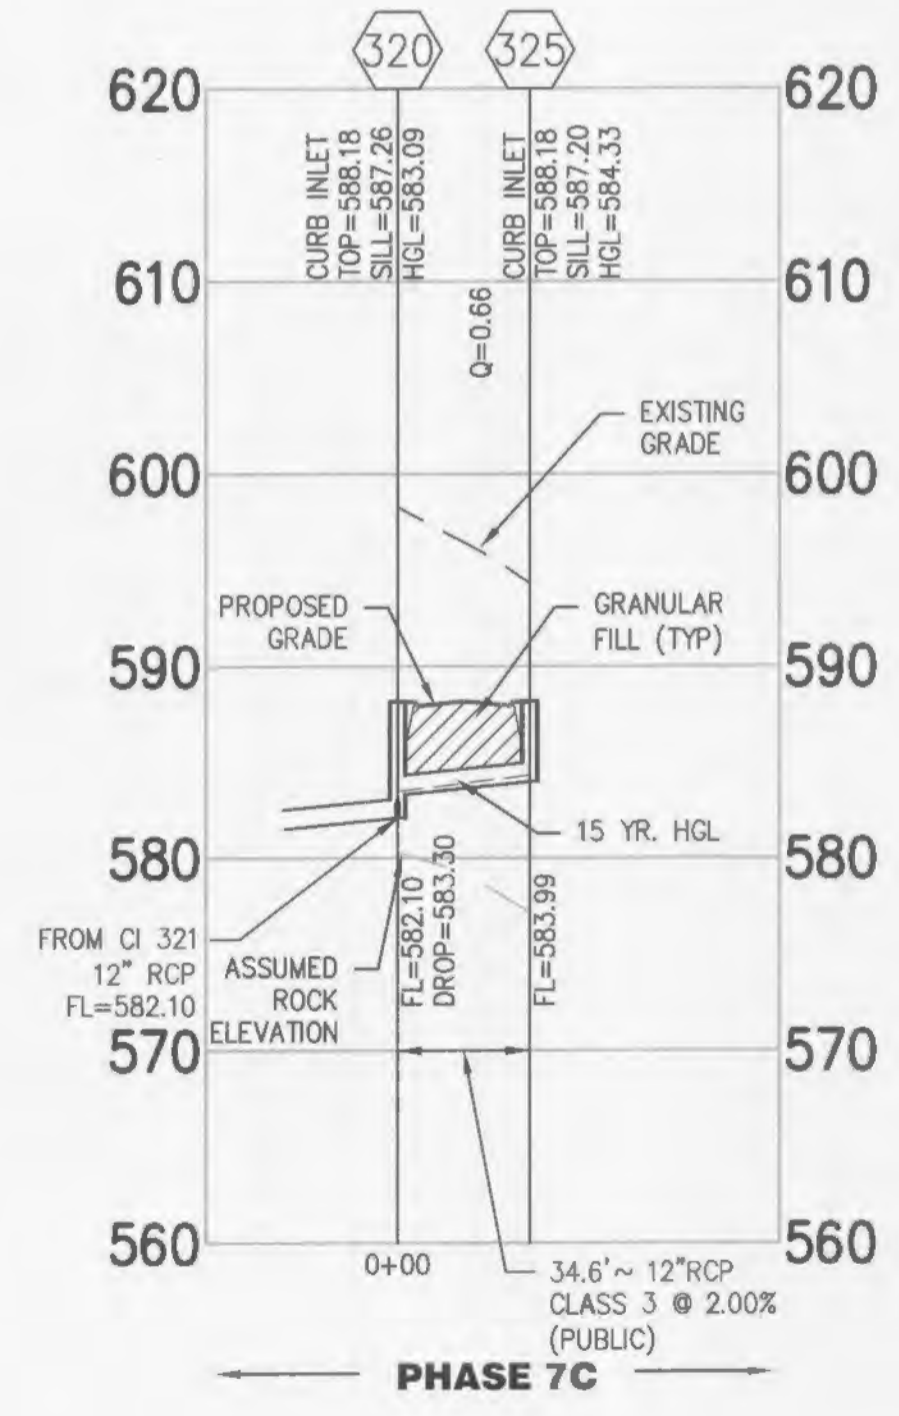 320
325
620
620
CURB INLET
TOP=588.18
SILL=587.26
HGL=583.09
CURB INLET
TOP=588.18
SILL=587.20
HGL=584.33
610
610
Q=0.66
EXISTING
GRADE
600
600
PROPOSED
GRADE
GRANULAR
FILL (TYP)
590
590
15 YR. HGL
580
580
FROM CI 321
12" RCP
FL=582.10
ASSUMED
ROCK
ELEVATION
FL=582.10
DROP=583.30
FL=583.99
570
570
560
560
0+00
34.6'~ 12"RCP
CLASS 3 @ 2.00%
(PUBLIC)
PHASE 7C